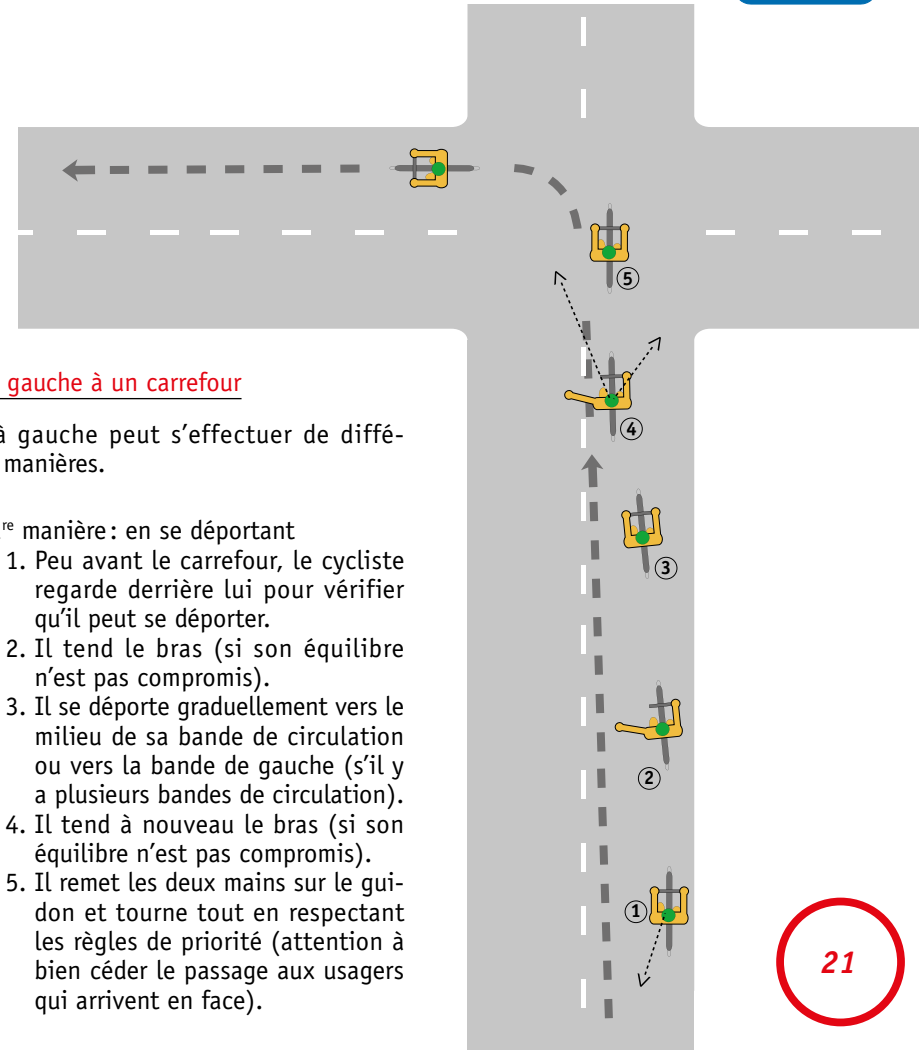 gauche à un carrefour
à gauche peut s'effectuer de diffé-
manières.
re manière : en se déportant
1. Peu avant le carrefour, le cycliste
regarde derrière lui pour vérifier
qu'il peut se déporter.
2. Il tend le bras (si son équilibre
n'est pas compromis).
3. Il se déporte graduellement vers le
milieu de sa bande de circulation
ou vers la bande de gauche (s'il y
a plusieurs bandes de circulation).
4. Il tend à nouveau le bras (si son
équilibre n'est pas compromis).
5. Il remet les deux mains sur le gui-
don et tourne tout en respectant
les règles de priorité (attention à
bien céder le passage aux usagers
qui arrivent en face).
5
4
3
2
1
21